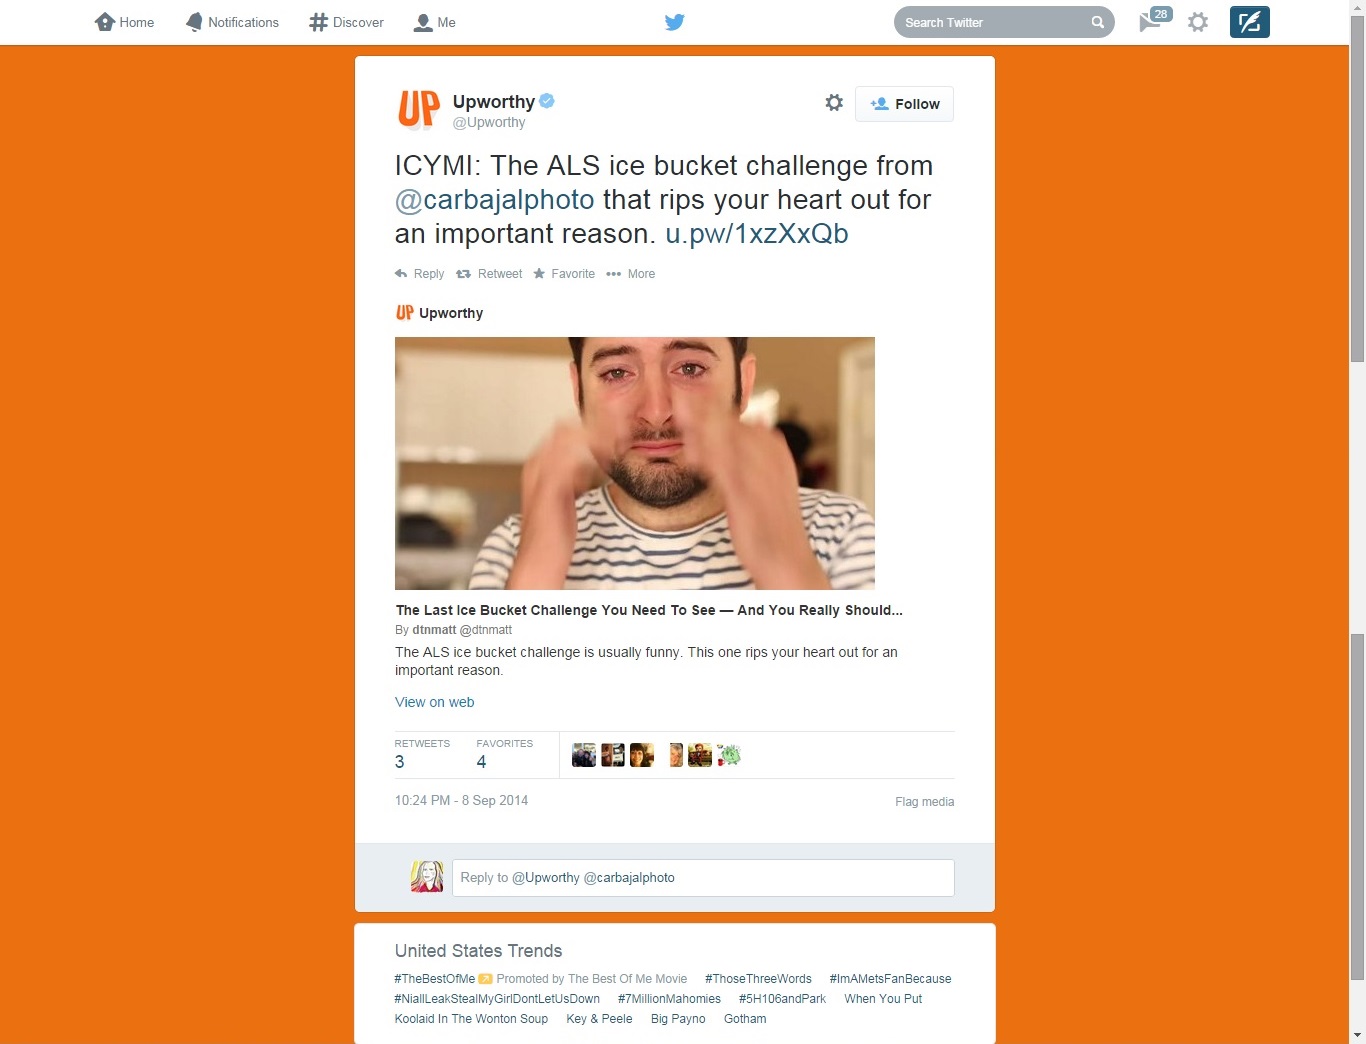 Home Notifications Discover Me Search Twitter 28
UP Upworthy
@Upworthy
Follow
ICYMI: The ALS ice bucket challenge from
@carbajalphoto that rips your heart out for
an important reason. u.pw/1xzXxQb
Reply Retweet Favorite More
UP Upworthy
The Last Ice Bucket Challenge You Need To See — And You Really Should...
By dtnmatt @dtnmatt
The ALS ice bucket challenge is usually funny. This one rips your heart out for an
important reason.
View on web
RETWEETS FAVORITES
3 4
10:24 PM - 8 Sep 2014 Flag media
Reply to @Upworthy @carbajalphoto
United States Trends
#TheBestOfMe Promoted by The Best Of Me Movie #ThoseThreeWords #ImAMetsFanBecause
#NiallLeakStealMyGirlDontLetUsDown #7MillionMahomies #5H106andPark When You Put
Koolaid In The Wonton Soup Key & Peele Big Payno Gotham